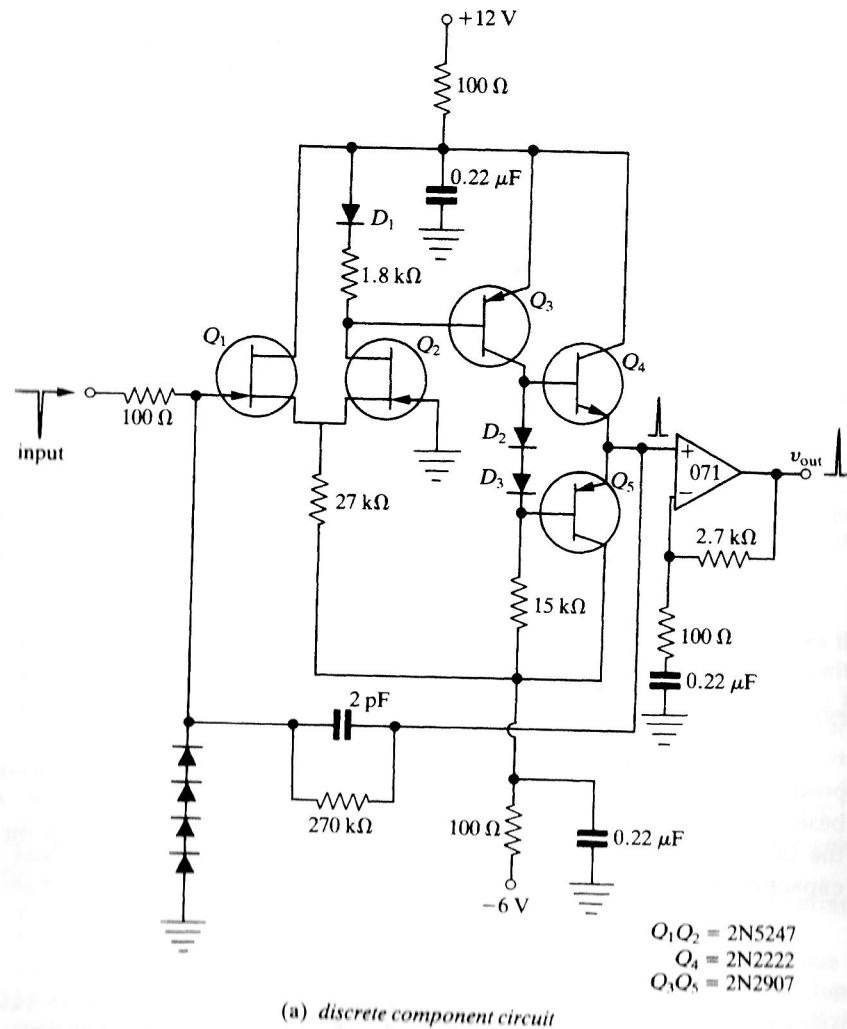 +12 V
100 Ω
0.22 μF
D₁
1.8 kΩ
Q₃
Q₁
Q₂
Q₄
100 Ω
input
D₂
D₃
Q₅
+
−
071
v_out
27 kΩ
2.7 kΩ
15 kΩ
100 Ω
0.22 μF
2 pF
270 kΩ
100 Ω
0.22 μF
−6 V
Q₁Q₂ = 2N5247
Q₄ = 2N2222
Q₃Q₅ = 2N2907
(a) discrete component circuit